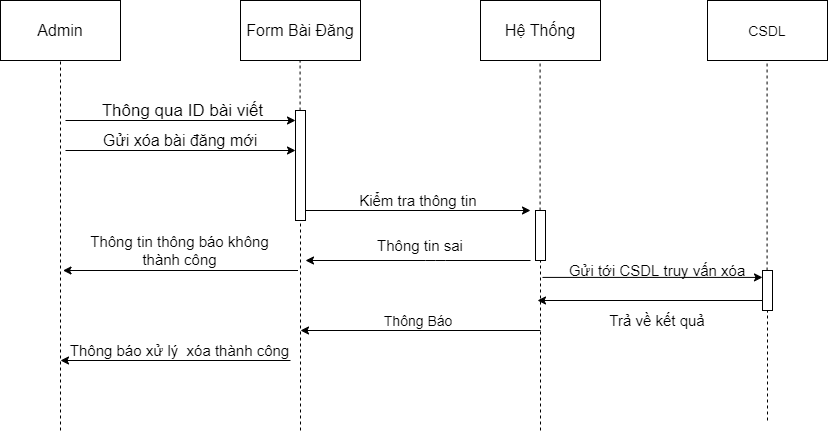 Admin
Form Bài Đăng
Hệ Thống
CSDL
Thông qua ID bài viết
Gửi xóa bài đăng mới
Kiểm tra thông tin
Thông tin thông báo không
thành công
Thông tin sai
Gửi tới CSDL truy vấn xóa
Trả về kết quả
Thông Báo
Thông báo xử lý xóa thành công